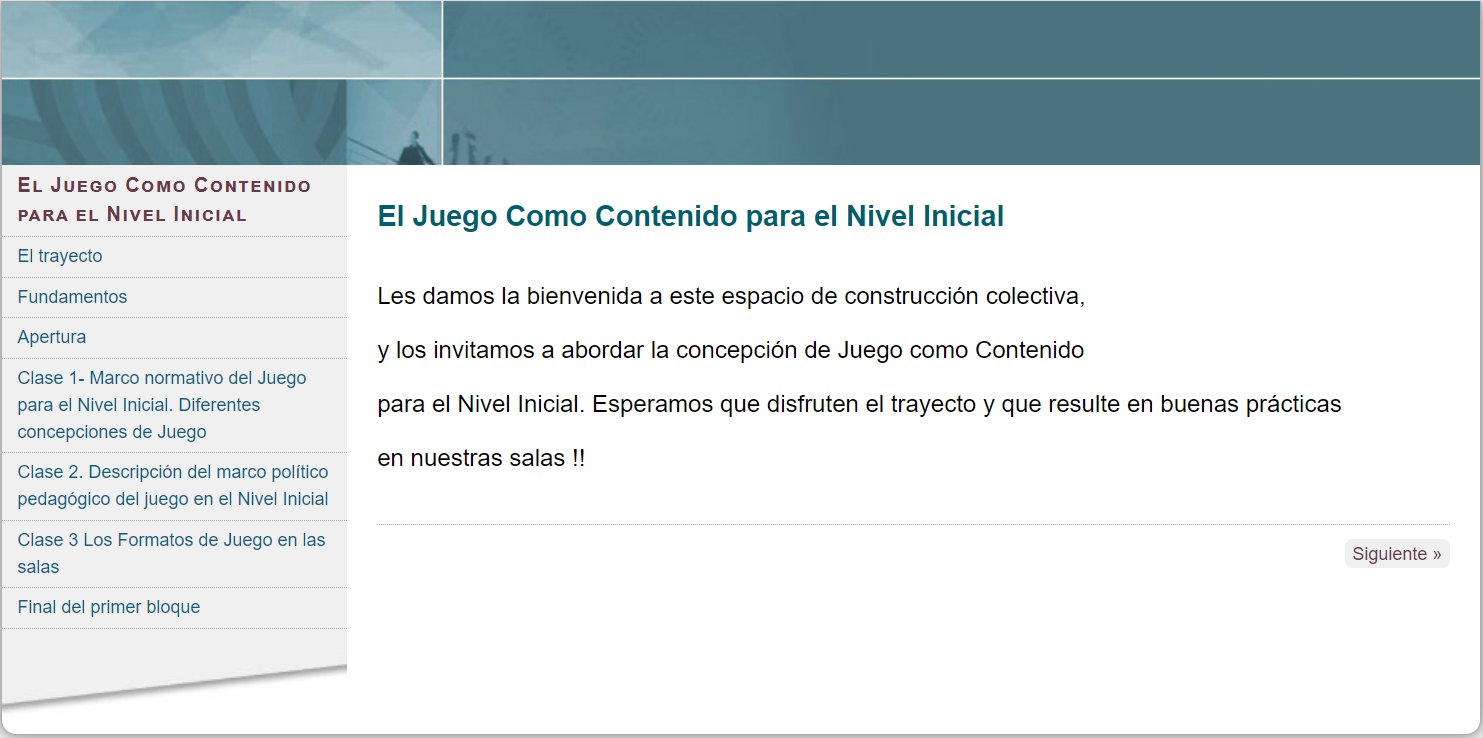 El Juego Como Contenido
para el Nivel Inicial
El trayecto
Fundamentos
Apertura
Clase 1- Marco normativo del Juego
para el Nivel Inicial. Diferentes
concepciones de Juego
Clase 2. Descripción del marco político
pedagógico del juego en el Nivel Inicial
Clase 3 Los Formatos de Juego en las
salas
Final del primer bloque
El Juego Como Contenido para el Nivel Inicial
Les damos la bienvenida a este espacio de construcción colectiva,
y los invitamos a abordar la concepción de Juego como Contenido
para el Nivel Inicial. Esperamos que disfruten el trayecto y que resulte en buenas prácticas
en nuestras salas !!
Siguiente »